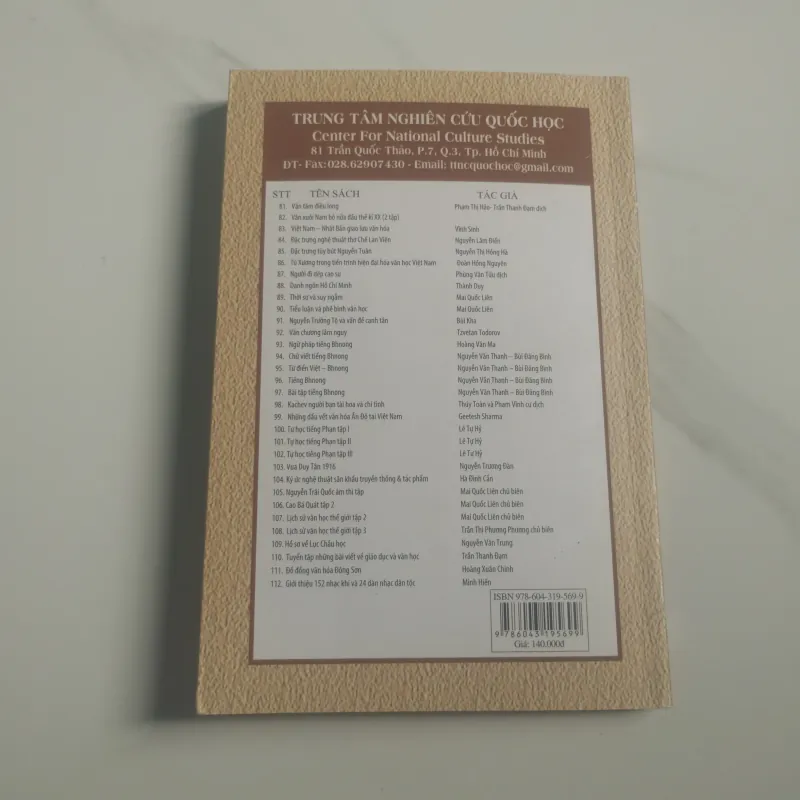 TRUNG TÂM NGHIÊN CỨU QUỐC HỌC
Center For National Culture Studies
81 Trần Quốc Thảo, P.7, Q.3, Tp. Hồ Chí Minh
ĐT- Fax:028.62907430 - Email: ttncquochoc@gmail.com
STT TÊN SÁCH TÁC GIẢ
81. Văn tâm điêu long Phạm Thị Hảo- Trần Thanh Đạm dịch
82. Văn xuôi Nam bộ nửa đầu thế kỉ XX (2 tập)
83. Việt Nam – Nhật Bản giao lưu văn hóa Vĩnh Sính
84. Đặc trưng nghệ thuật thơ Chế Lan Viên Nguyễn Lâm Điền
85. Đặc trưng tùy bút Nguyễn Tuân Nguyễn Thị Hồng Hà
86. Tú Xương trong tiến trình hiện đại hóa văn học Việt Nam Đoàn Hồng Nguyên
87. Người đi dép cao su Phùng Văn Tửu dịch
88. Danh ngôn Hồ Chí Minh Thành Duy
89. Thời sự và suy ngẫm Mai Quốc Liên
90. Tiểu luận và phê bình văn học Mai Quốc Liên
91. Nguyễn Trường Tộ và vấn đề canh tân Bùi Kha
92. Văn chương lâm nguy Tzvetan Todorov
93. Ngữ pháp tiếng Bhnong Hoàng Văn Ma
94. Chữ viết tiếng Bhnong Nguyễn Văn Thanh – Bùi Đăng Bình
95. Từ điển Việt – Bhnong Nguyễn Văn Thanh – Bùi Đăng Bình
96. Tiếng Bhnong Nguyễn Văn Thanh – Bùi Đăng Bình
97. Bài tập tiếng Bhnong Nguyễn Văn Thanh – Bùi Đăng Bình
98. Kachev người bạn tài hoa và chí tình Thúy Toàn và Phạm Vĩnh cư dịch
99. Những dấu vết văn hóa Ấn Độ tại Việt Nam Geetesh Sharma
100. Tự học tiếng Phạn tập I Lê Tự Hỷ
101. Tự học tiếng Phạn tập II Lê Tự Hỷ
102. Tự học tiếng Phạn tập III Lê Tự Hỷ
103. Vua Duy Tân 1916 Nguyễn Trương Đàn
104. Ký ức nghệ thuật sân khấu truyền thống & tác phẩm Hà Đình Cẩn
105. Nguyễn Trãi Quốc âm thi tập Mai Quốc Liên chủ biên
106. Cao Bá Quát tập 2 Mai Quốc Liên chủ biên
107. Lịch sử văn học thế giới tập 2 Mai Quốc Liên chủ biên
108. Lịch sử văn học thế giới tập 3 Trần Thị Phương Phương chủ biên
109. Hồ sơ về Lục Châu học Nguyễn Văn Trung
110. Tuyển tập những bài viết về giáo dục và văn học Trần Thanh Đạm
111. Đồ đồng văn hóa Đông Sơn Hoàng Xuân Chinh
112. Giới thiệu 152 nhạc khí và 24 dàn nhạc dân tộc Minh Hiến
ISBN 978-604-319-569-9
9 786043 195699
Giá: 140.000đ